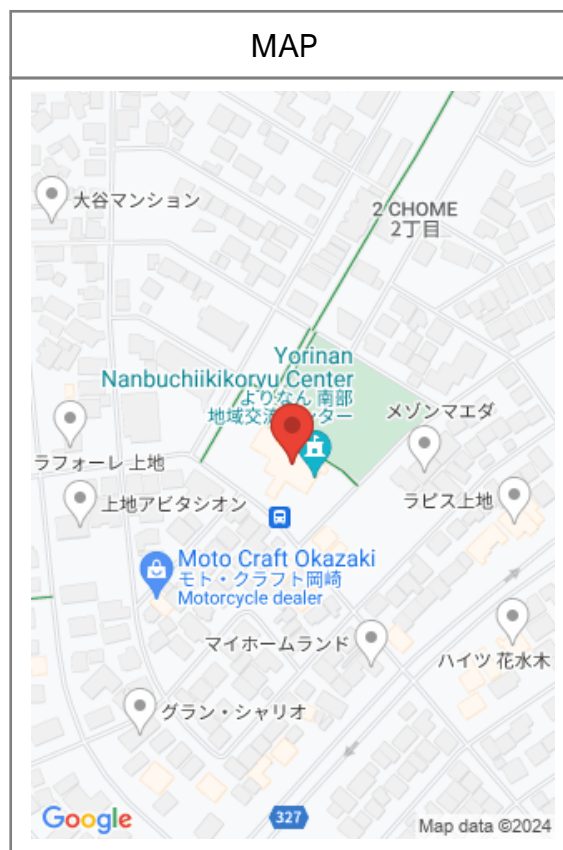 MAP
大谷マンション
2 CHOME
2丁目
Yorinan
Nanbuchiikikoryu Center
よりなん 南部
地域交流センター
メゾンマエダ
ラフォーレ 上地
上地アビタシオン
ラピス上地
Moto Craft Okazaki
モト・クラフト岡崎
Motorcycle dealer
マイホームランド
ハイツ 花水木
グラン・シャリオ
Google
327
Map data ©2024